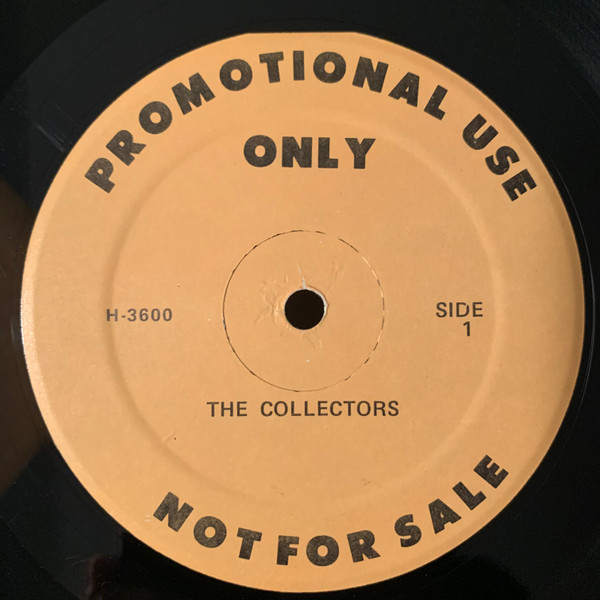 PROMOTIONAL USE
ONLY
H-3600
SIDE
1
THE COLLECTORS
NOT FOR SALE